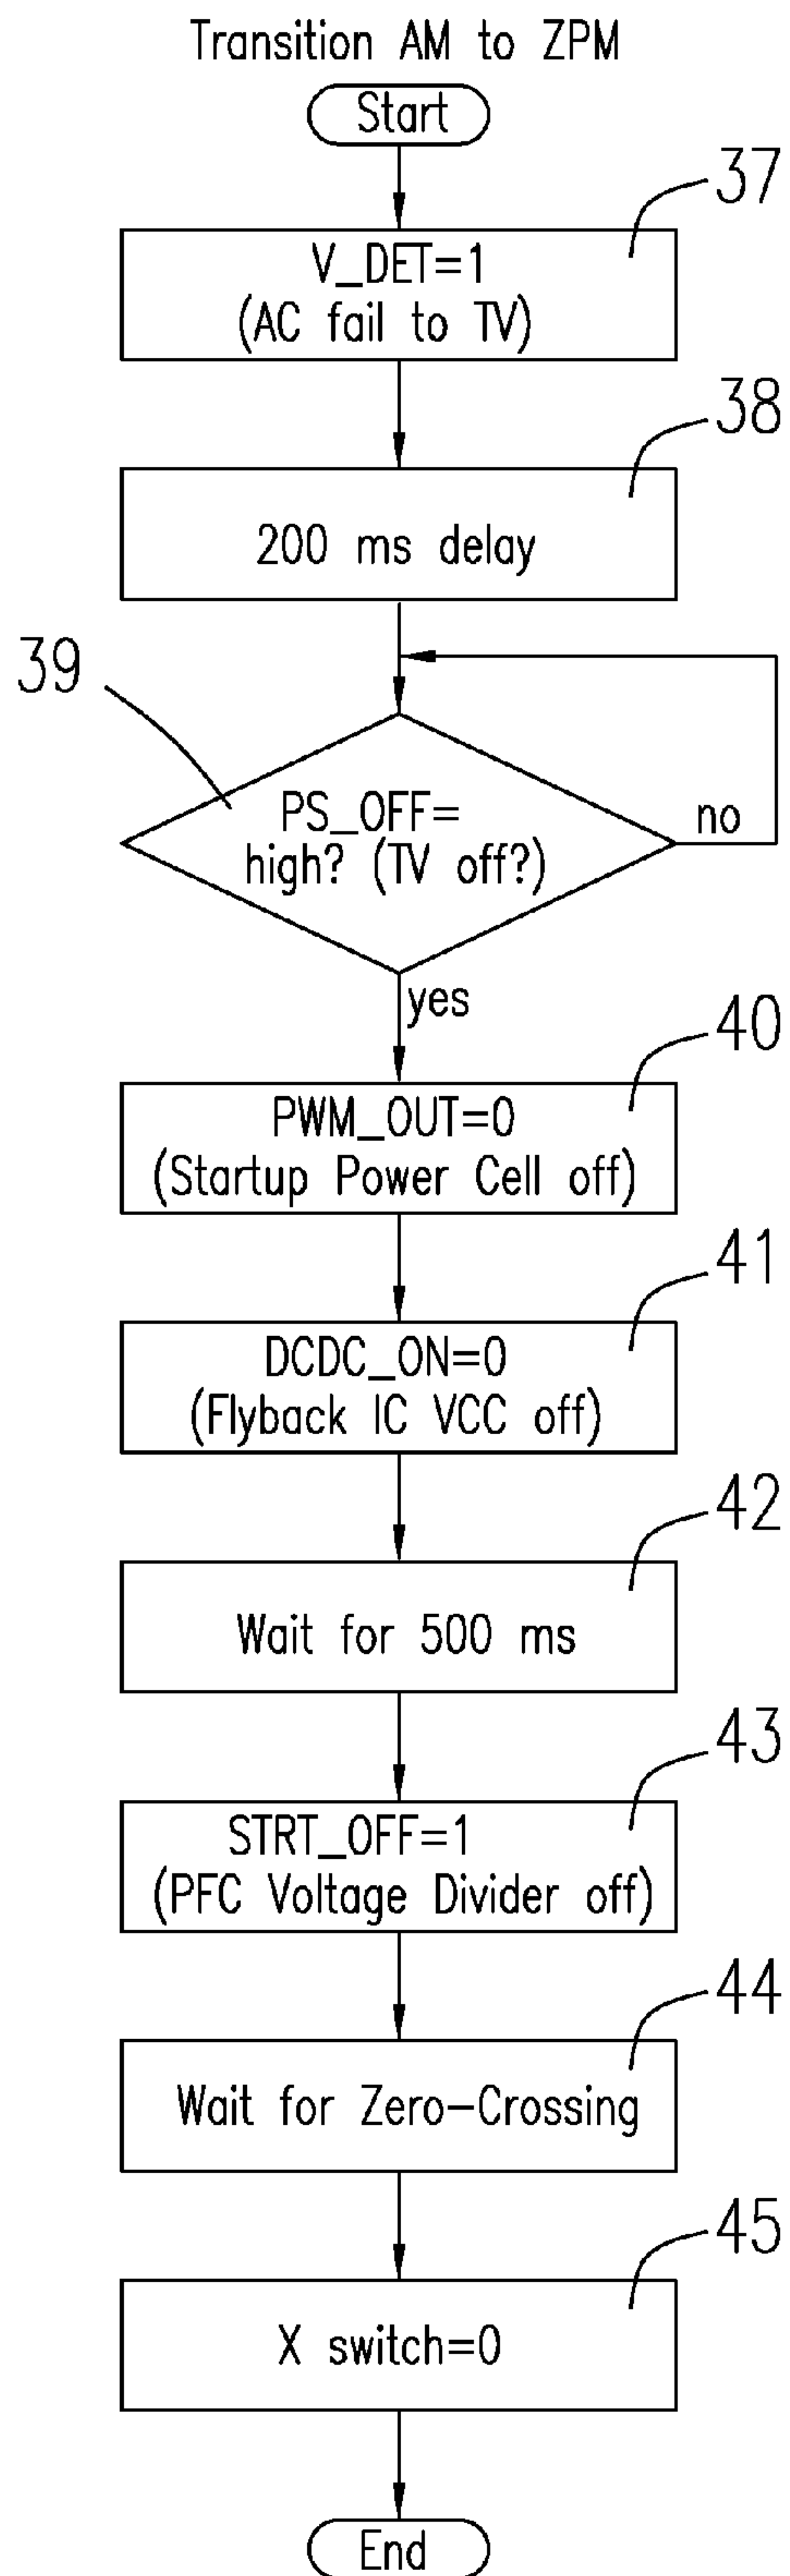 Transition AM to ZPM
Start
37
V_DET=1
(AC fail to TV)
38
200 ms delay
39
PS_OFF=
high? (TV off?)
no
yes
40
PWM_OUT=0
(Startup Power Cell off)
41
DCDC_ON=0
(Flyback IC VCC off)
42
Wait for 500 ms
43
STRT_OFF=1
(PFC Voltage Divider off)
44
Wait for Zero-Crossing
45
X switch=0
End